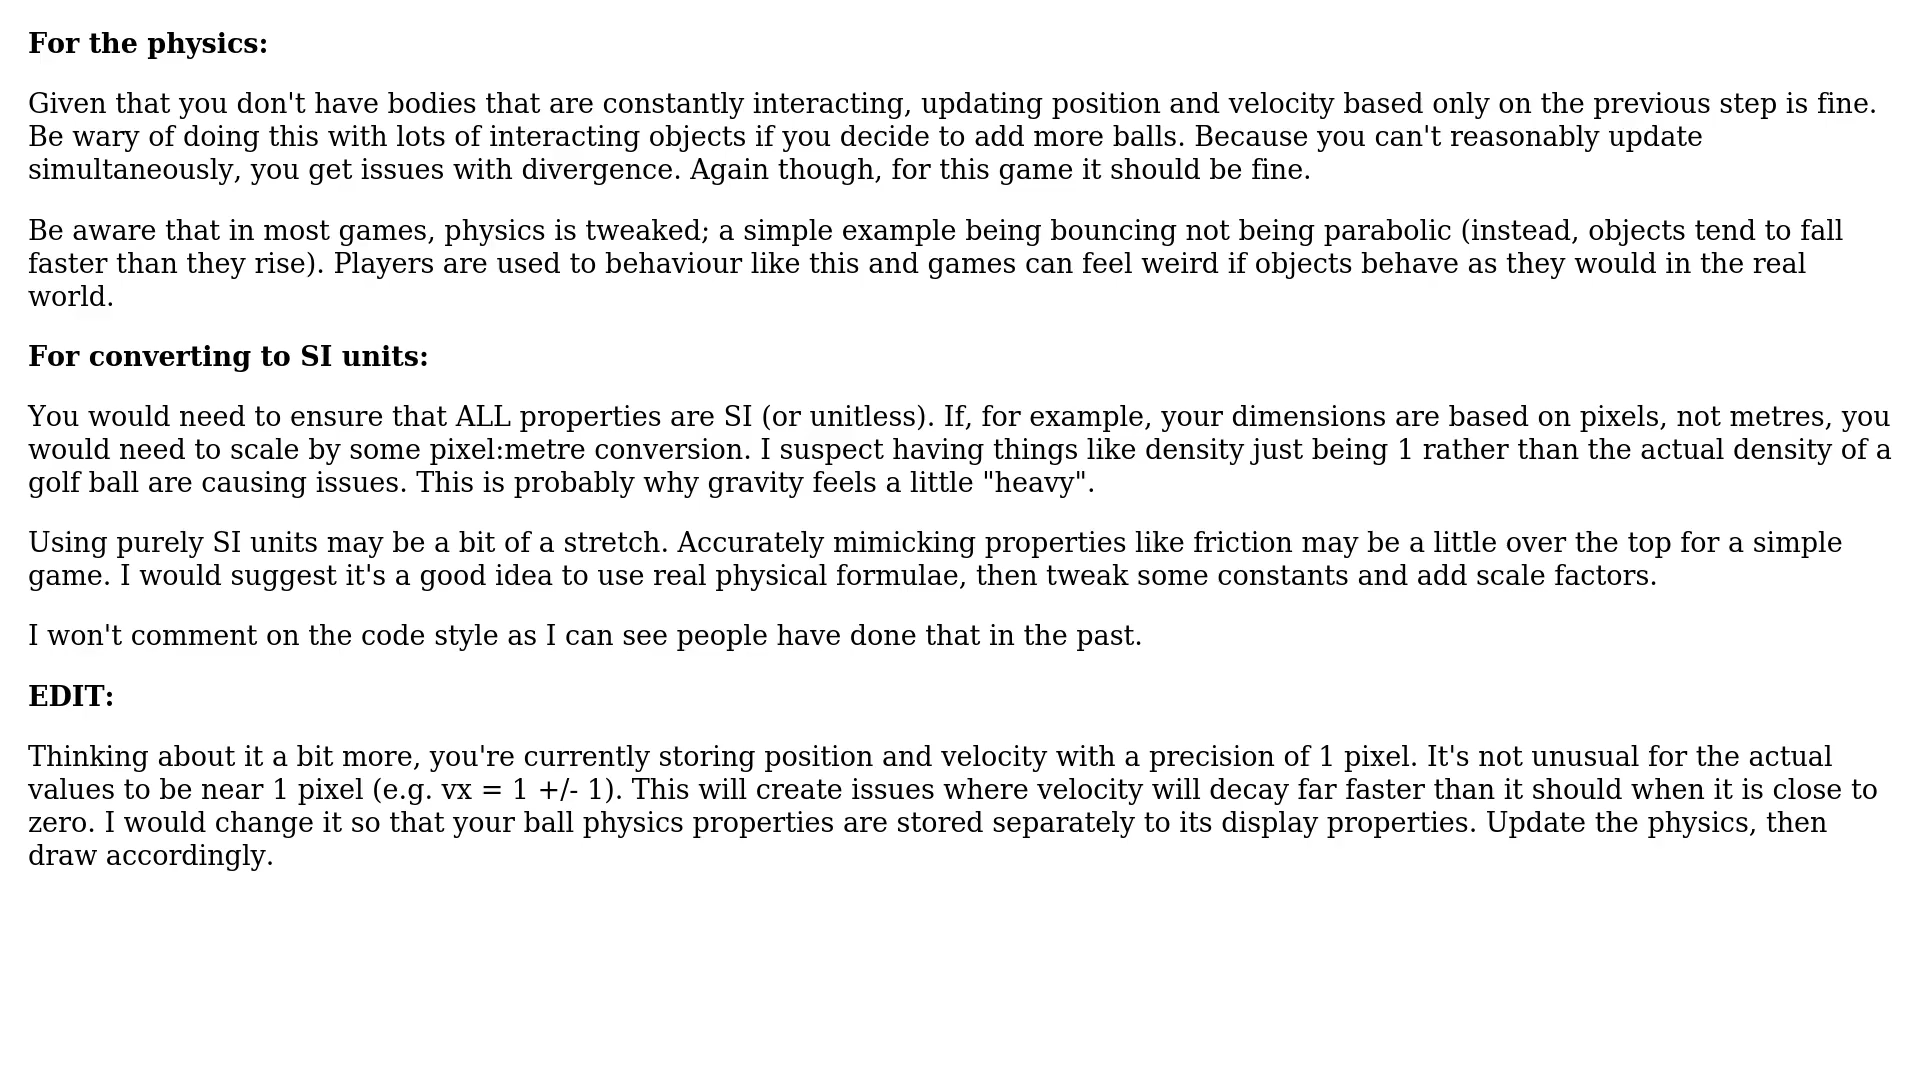 For the physics:
Given that you don't have bodies that are constantly interacting, updating position and velocity based only on the previous step is fine.
Be wary of doing this with lots of interacting objects if you decide to add more balls. Because you can't reasonably update
simultaneously, you get issues with divergence. Again though, for this game it should be fine.
Be aware that in most games, physics is tweaked; a simple example being bouncing not being parabolic (instead, objects tend to fall
faster than they rise). Players are used to behaviour like this and games can feel weird if objects behave as they would in the real
world.
For converting to SI units:
You would need to ensure that ALL properties are SI (or unitless). If, for example, your dimensions are based on pixels, not metres, you
would need to scale by some pixel:metre conversion. I suspect having things like density just being 1 rather than the actual density of a
golf ball are causing issues. This is probably why gravity feels a little "heavy".
Using purely SI units may be a bit of a stretch. Accurately mimicking properties like friction may be a little over the top for a simple
game. I would suggest it's a good idea to use real physical formulae, then tweak some constants and add scale factors.
I won't comment on the code style as I can see people have done that in the past.
EDIT:
Thinking about it a bit more, you're currently storing position and velocity with a precision of 1 pixel. It's not unusual for the actual
values to be near 1 pixel (e.g. vx = 1 +/- 1). This will create issues where velocity will decay far faster than it should when it is close to
zero. I would change it so that your ball physics properties are stored separately to its display properties. Update the physics, then
draw accordingly.